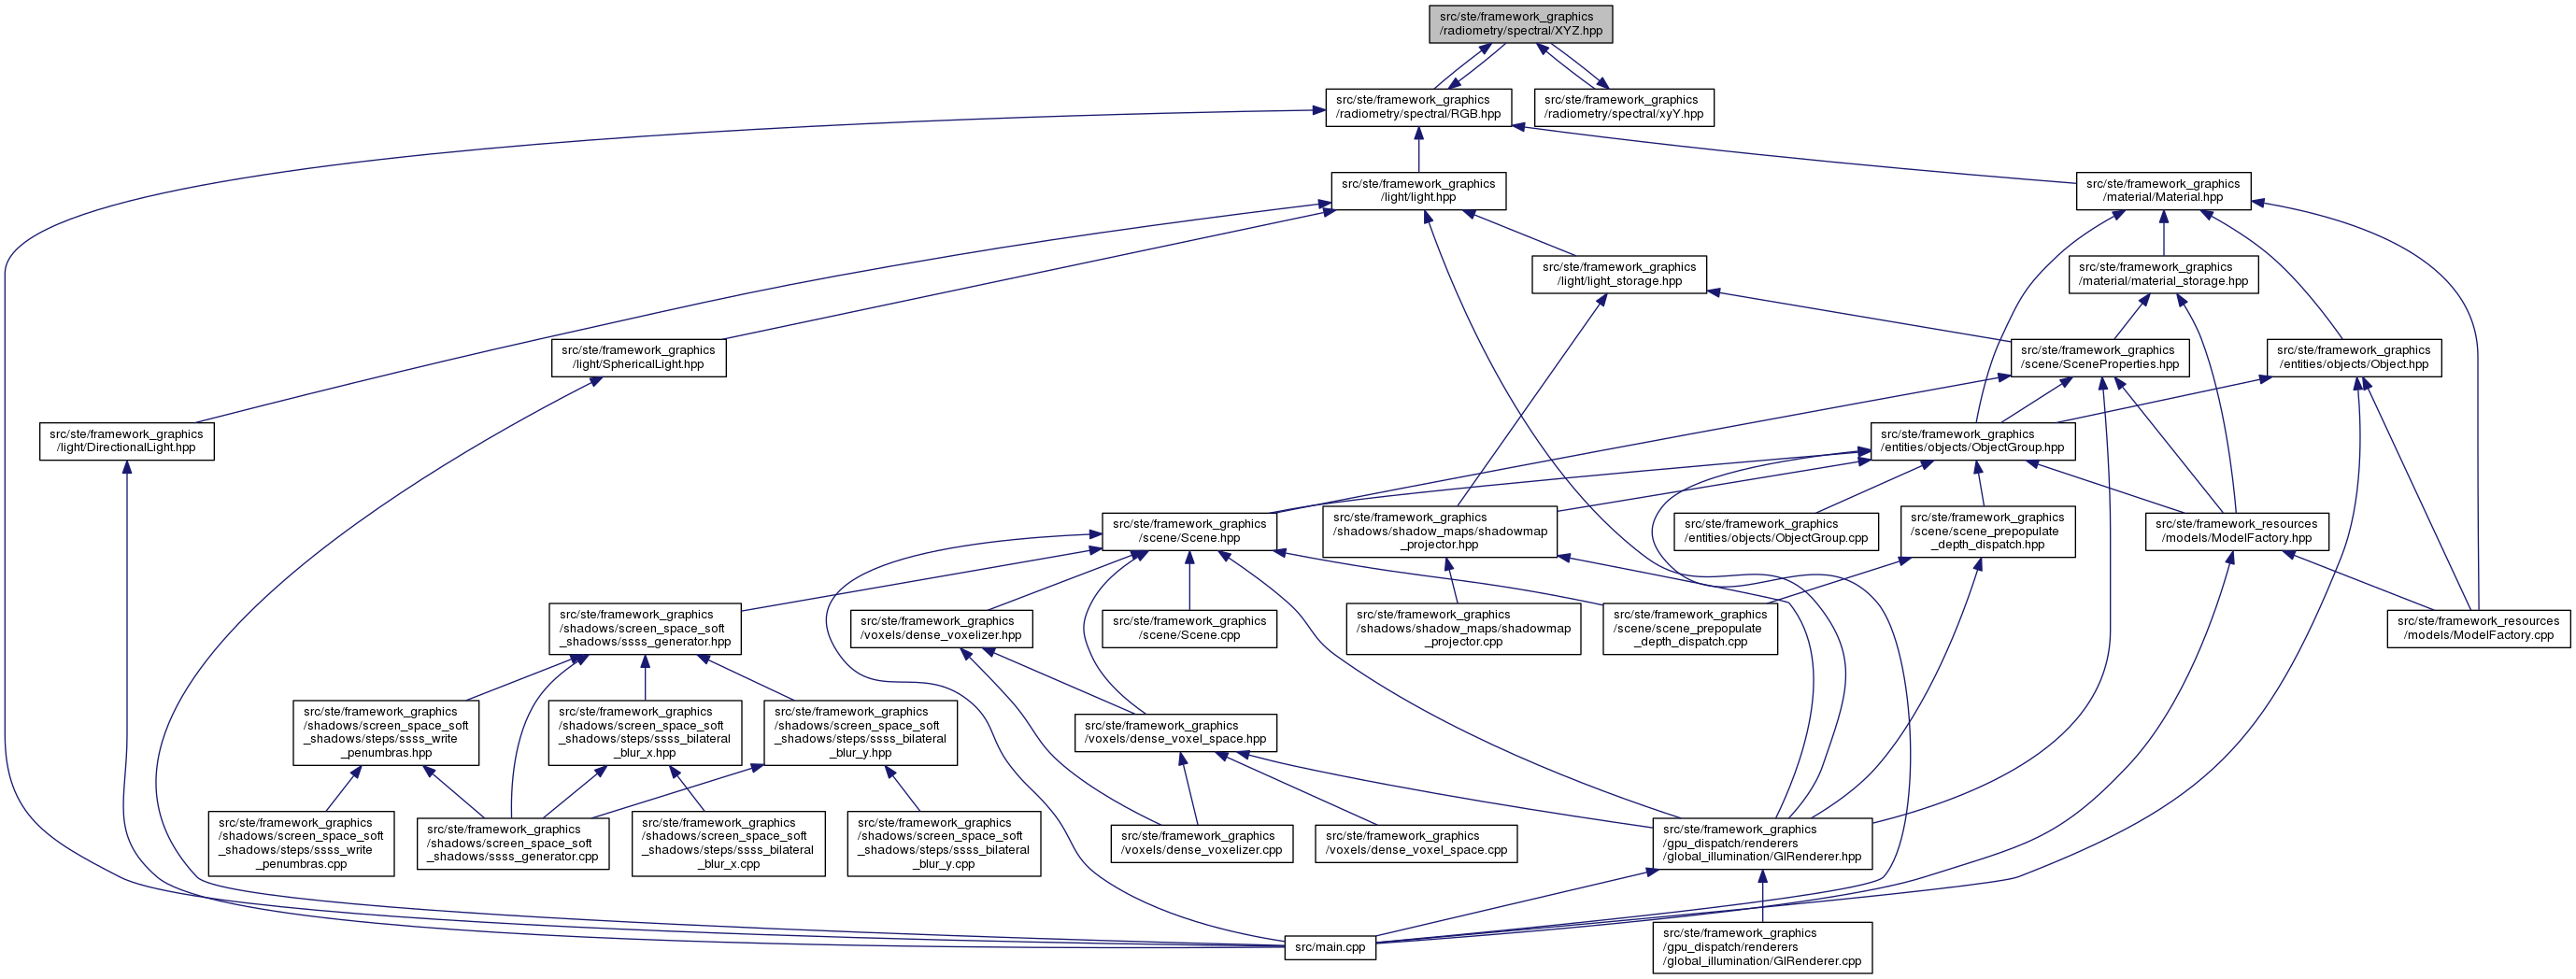 src/ste/framework_graphics
/radiometry/spectral/XYZ.hpp
src/ste/framework_graphics
/radiometry/spectral/RGB.hpp
src/ste/framework_graphics
/radiometry/spectral/xyY.hpp
src/ste/framework_graphics
/light/light.hpp
src/ste/framework_graphics
/material/Material.hpp
src/ste/framework_graphics
/light/light_storage.hpp
src/ste/framework_graphics
/material/material_storage.hpp
src/ste/framework_graphics
/light/SphericalLight.hpp
src/ste/framework_graphics
/scene/SceneProperties.hpp
src/ste/framework_graphics
/entities/objects/Object.hpp
src/ste/framework_graphics
/light/DirectionalLight.hpp
src/ste/framework_graphics
/entities/objects/ObjectGroup.hpp
src/ste/framework_graphics
/scene/Scene.hpp
src/ste/framework_graphics
/shadows/shadow_maps/shadowmap
_projector.hpp
src/ste/framework_graphics
/entities/objects/ObjectGroup.cpp
src/ste/framework_graphics
/scene/scene_prepopulate
_depth_dispatch.hpp
src/ste/framework_resources
/models/ModelFactory.hpp
src/ste/framework_graphics
/shadows/screen_space_soft
_shadows/ssss_generator.hpp
src/ste/framework_graphics
/voxels/dense_voxelizer.hpp
src/ste/framework_graphics
/scene/Scene.cpp
src/ste/framework_graphics
/shadows/shadow_maps/shadowmap
_projector.cpp
src/ste/framework_graphics
/scene/scene_prepopulate
_depth_dispatch.cpp
src/ste/framework_resources
/models/ModelFactory.cpp
src/ste/framework_graphics
/shadows/screen_space_soft
_shadows/steps/ssss_write
_penumbras.hpp
src/ste/framework_graphics
/shadows/screen_space_soft
_shadows/steps/ssss_bilateral
_blur_x.hpp
src/ste/framework_graphics
/shadows/screen_space_soft
_shadows/steps/ssss_bilateral
_blur_y.hpp
src/ste/framework_graphics
/voxels/dense_voxel_space.hpp
src/ste/framework_graphics
/shadows/screen_space_soft
_shadows/steps/ssss_write
_penumbras.cpp
src/ste/framework_graphics
/shadows/screen_space_soft
_shadows/ssss_generator.cpp
src/ste/framework_graphics
/shadows/screen_space_soft
_shadows/steps/ssss_bilateral
_blur_x.cpp
src/ste/framework_graphics
/shadows/screen_space_soft
_shadows/steps/ssss_bilateral
_blur_y.cpp
src/ste/framework_graphics
/voxels/dense_voxelizer.cpp
src/ste/framework_graphics
/voxels/dense_voxel_space.cpp
src/ste/framework_graphics
/gpu_dispatch/renderers
/global_illumination/GIRenderer.hpp
src/main.cpp
src/ste/framework_graphics
/gpu_dispatch/renderers
/global_illumination/GIRenderer.cpp